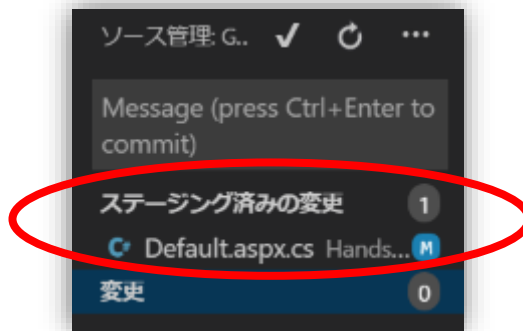 ソース管理: G..
Message (press Ctrl+Enter to
commit)
ステージング済みの変更 1
Default.aspx.cs Hands... M
変更 0